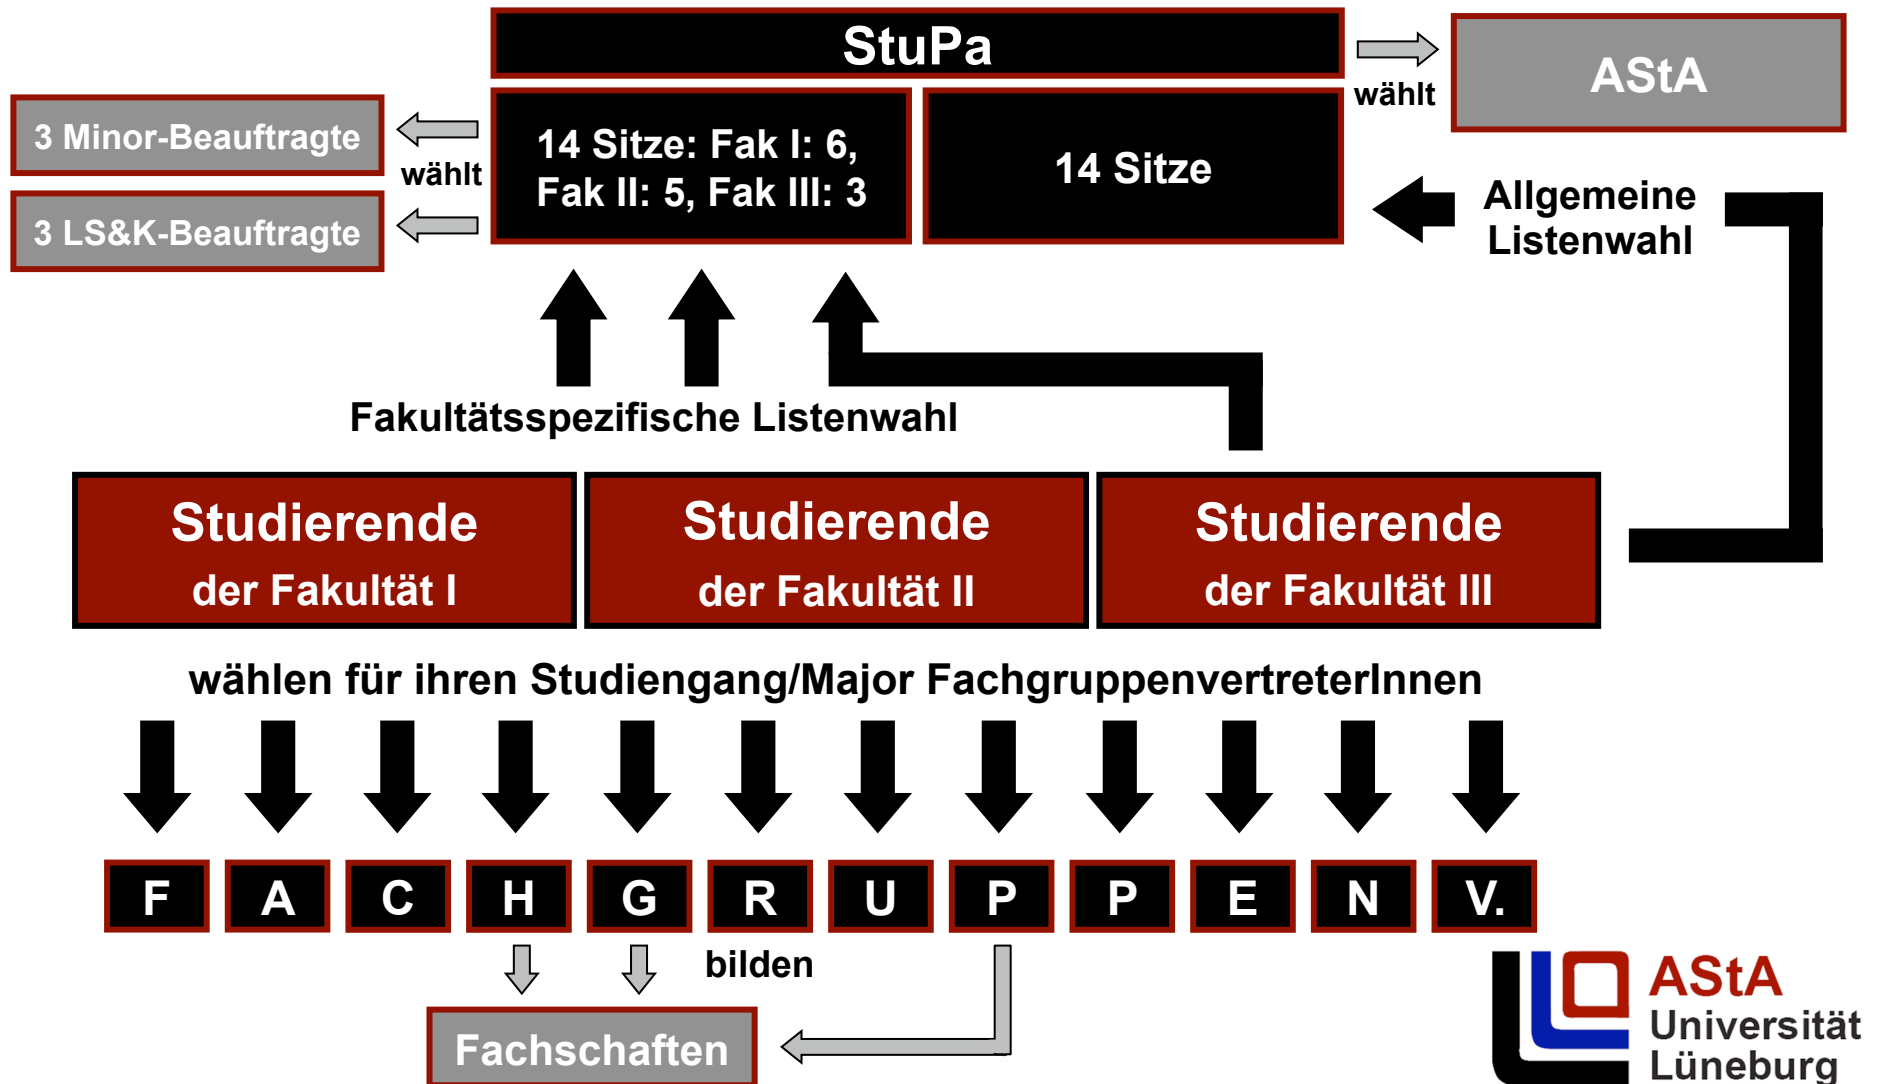 StuPa
wählt
AStA
3 Minor-Beauftragte
wählt
3 LS&K-Beauftragte
14 Sitze: Fak I: 6,
Fak II: 5, Fak III: 3
14 Sitze
Allgemeine
Listenwahl
Fakultätsspezifische Listenwahl
Studierende
der Fakultät I
Studierende
der Fakultät II
Studierende
der Fakultät III
wählen für ihren Studiengang/Major FachgruppenvertreterInnen
F A C H G R U P P E N V.
bilden
Fachschaften
AStA
Universität
Lüneburg